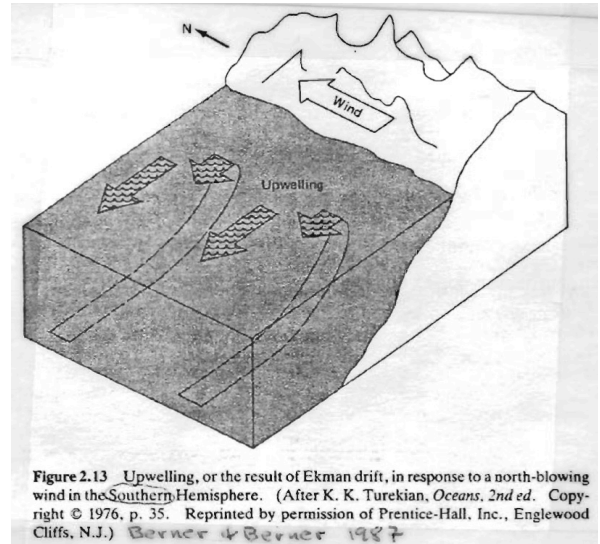 N
Wind
Upwelling
Figure 2.13 Upwelling, or the result of Ekman drift, in response to a north-blowing
wind in the Southern Hemisphere. (After K. K. Turekian, Oceans, 2nd ed. Copy-
right © 1976, p. 35. Reprinted by permission of Prentice-Hall, Inc., Englewood
Cliffs, N.J.) Berner & Berner 1987